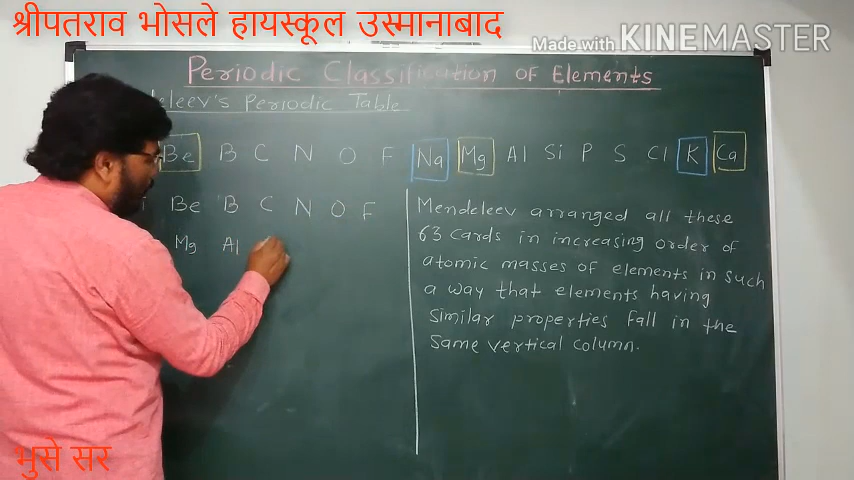 श्रीपतराव भोसले हायस्कूल उस्मानाबाद
Made with KINEMASTER
Periodic Classification of Elements
Periodic Table
Be B C N O F Na Mg Al Si P S Cl K Ca
Be B C N O F
Mg Al
Mendeleev arranged all these
63 cards in increasing order of
atomic masses of elements in such
a way that elements having
similar properties fall in the
same vertical column.
भुसे सर